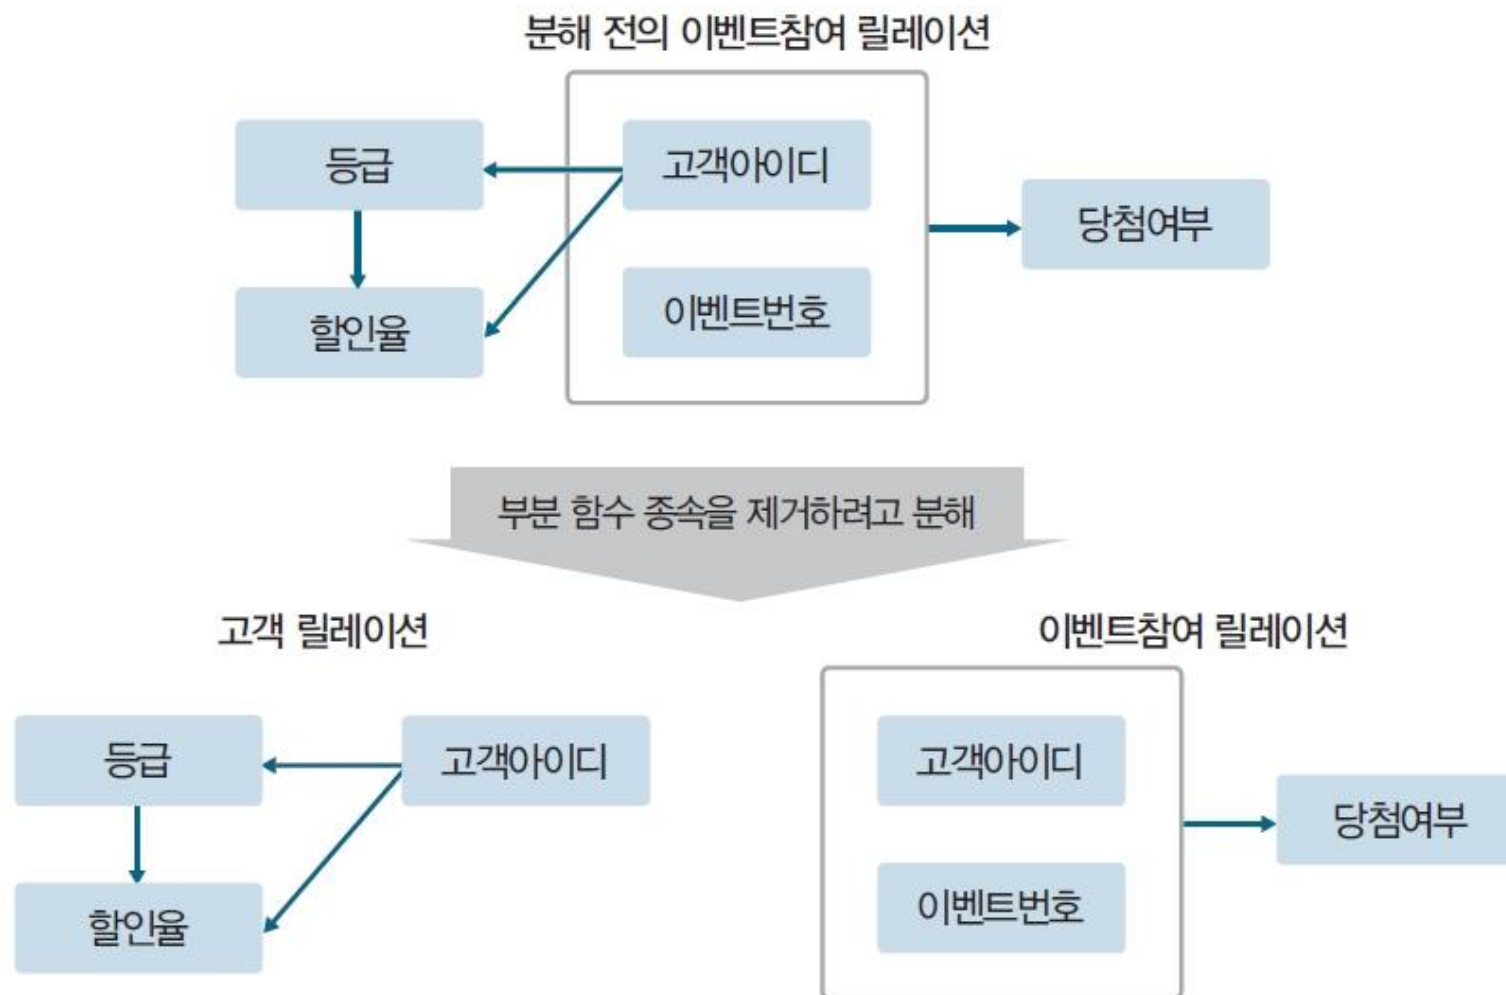 분해 전의 이벤트참여 릴레이션
등급
고객아이디
당첨여부
할인율
이벤트번호
부분 함수 종속을 제거하려고 분해
고객 릴레이션
등급
고객아이디
할인율
이벤트참여 릴레이션
고객아이디
당첨여부
이벤트번호